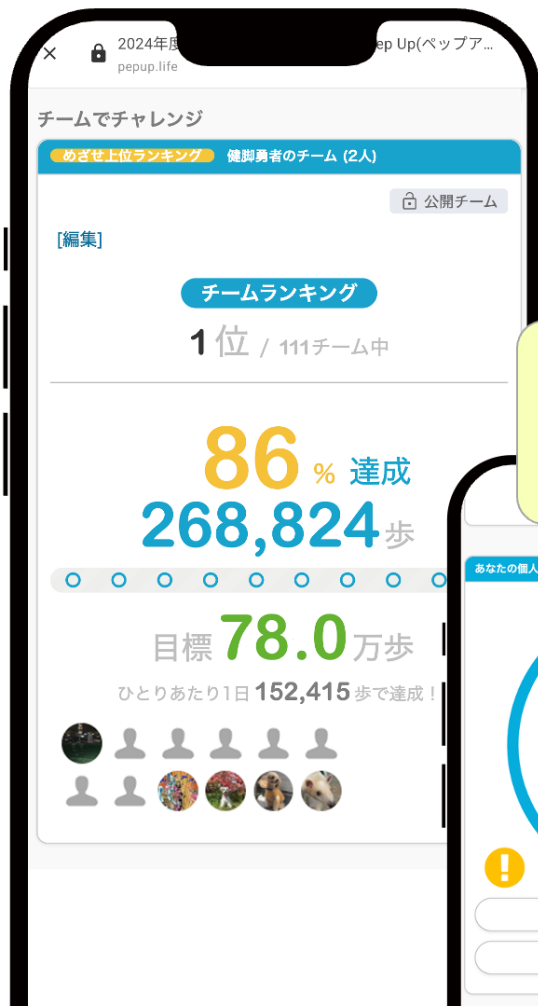 2024年度 ep Up(ペップア...
pepup.life
チームでチャレンジ
めざせ上位ランキング 健脚勇者のチーム (2人)
公開チーム
[編集]
チームランキング
1位 / 111チーム中
86 % 達成
268,824歩
目標78.0万歩
ひとりあたり1日 152,415 歩で達成！
あなたの個人
!